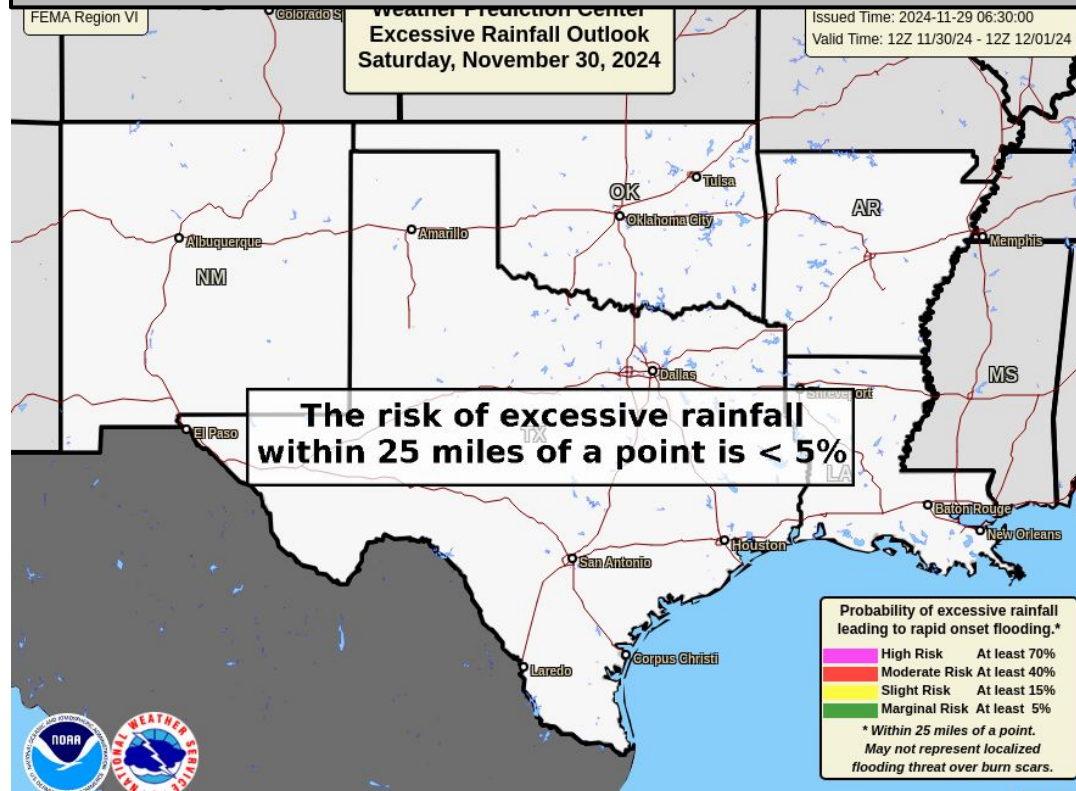 FEMA Region VI
Weather Prediction Center
Excessive Rainfall Outlook
Saturday, November 30, 2024
Issued Time: 2024-11-29 06:30:00
Valid Time: 12Z 11/30/24 - 12Z 12/01/24
Colorado S
Tulsa
OK
Oklahoma City
AR
Albuquerque
Amarillo
Memphis
NM
Dallas
MS
Shreveport
The risk of excessive rainfall
within 25 miles of a point is < 5%
El Paso
TX
LA
Baton Rouge
New Orleans
Houston
San Antonio
Corpus Christi
Laredo
Probability of excessive rainfall
leading to rapid onset flooding.*
High Risk At least 70%
Moderate Risk At least 40%
Slight Risk At least 15%
Marginal Risk At least 5%
* Within 25 miles of a point.
May not represent localized
flooding threat over burn scars.
NOAA
NATIONAL WEATHER SERVICE